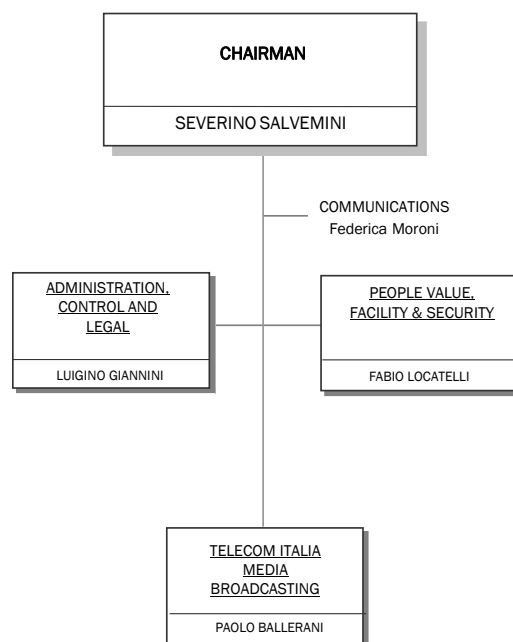 CHAIRMAN
SEVERINO SALVEMINI
COMMUNICATIONS
Federica Moroni
ADMINISTRATION,
CONTROL AND
LEGAL
LUIGINO GIANNINI
PEOPLE VALUE,
FACILITY & SECURITY
FABIO LOCATELLI
TELECOM ITALIA
MEDIA
BROADCASTING
PAOLO BALLERANI